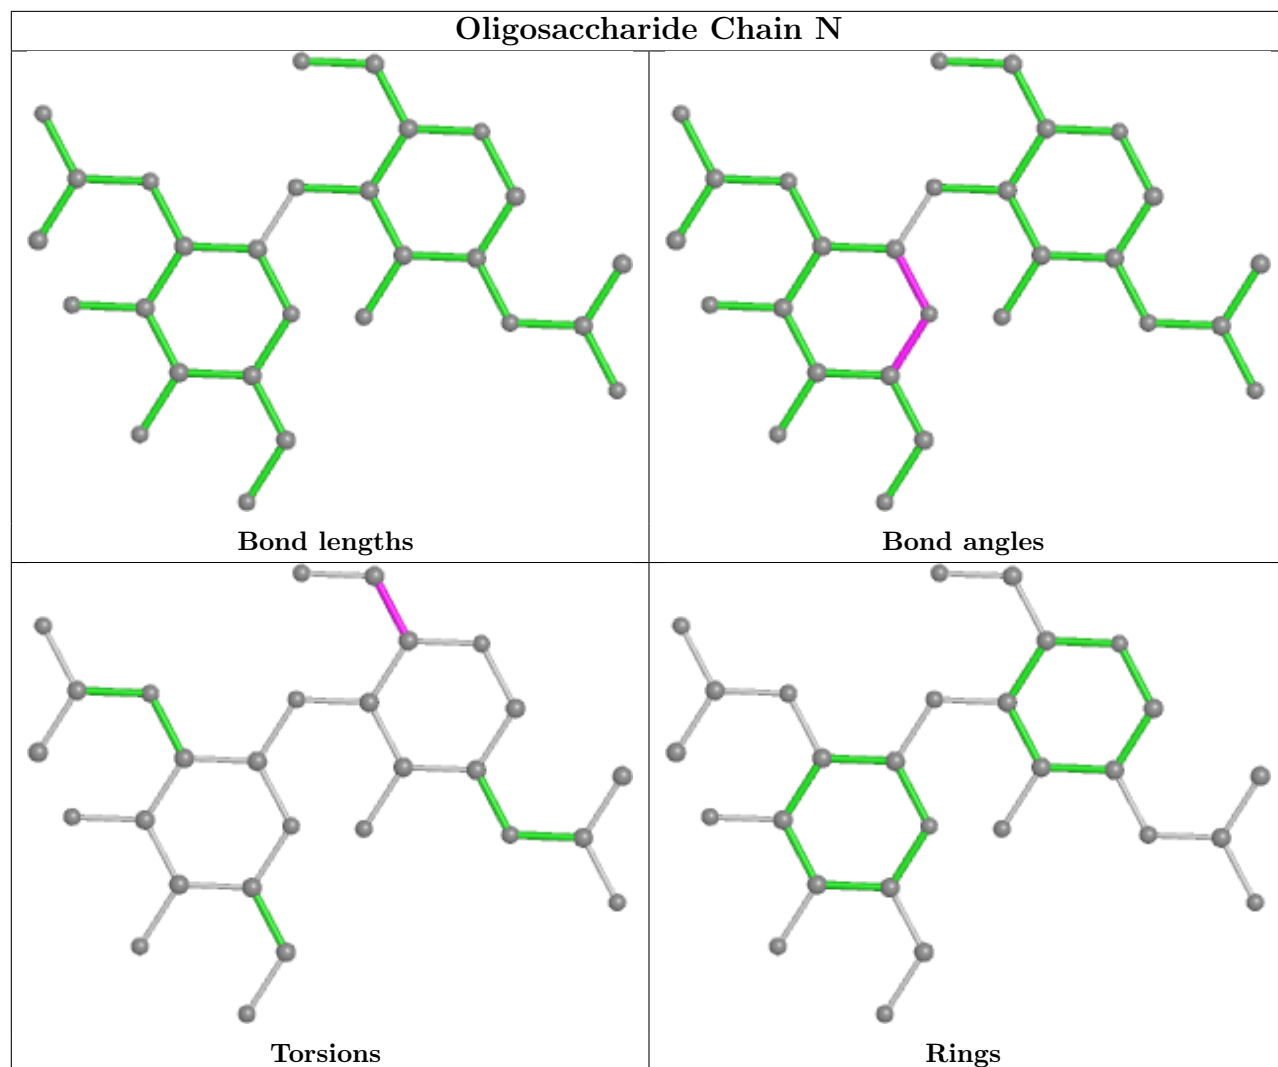 Oligosaccharide Chain N
Bond lengths
Bond angles
Torsions
Rings